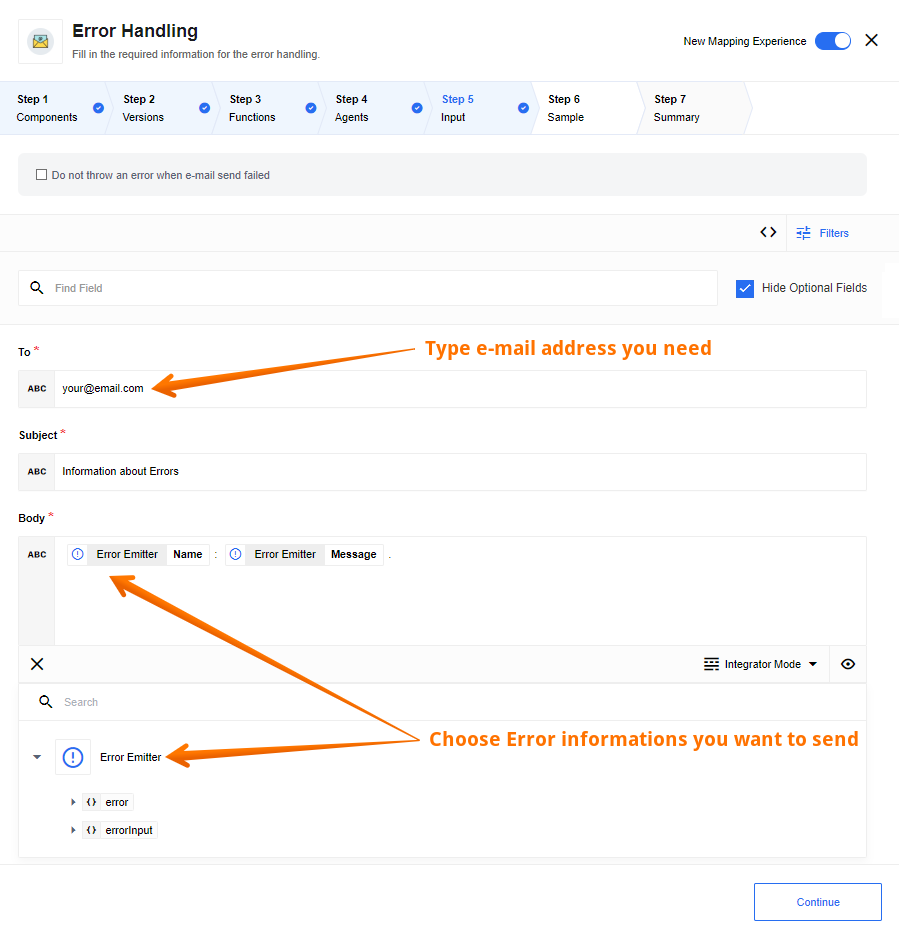 Error Handling
Fill in the required information for the error handling.
New Mapping Experience
Step 1
Components
Step 2
Versions
Step 3
Functions
Step 4
Agents
Step 5
Input
Step 6
Sample
Step 7
Summary
Do not throw an error when e-mail send failed
Filters
Find Field
Hide Optional Fields
To *
Type e-mail address you need
ABC your@email.com
Subject *
ABC Information about Errors
Body *
ABC Error Emitter Name : Error Emitter Message .
Integrator Mode
Search
Choose Error informations you want to send
Error Emitter
{} error
{} errorInput
Continue